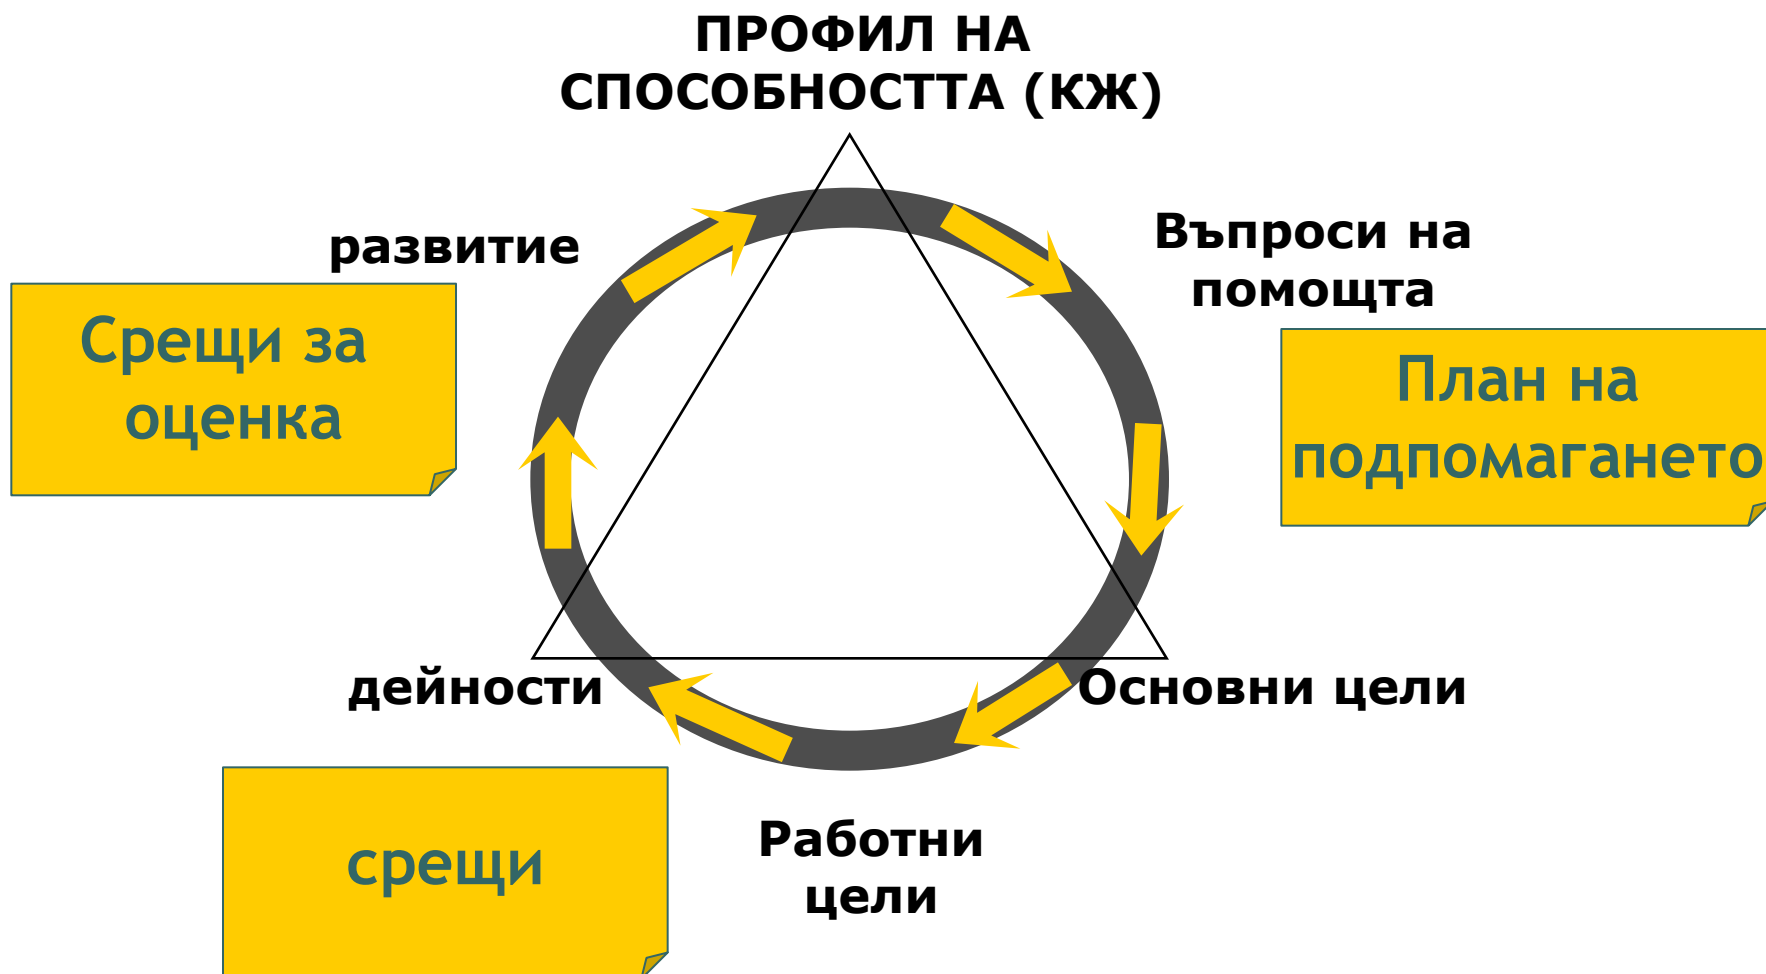 ПРОФИЛ НА
СПОСОБНОСТТА (КЖ)
развитие
Въпроси на
помощта
Срещи за
оценка
План на
подпомагането
дейности
Основни цели
Работни
цели
срещи